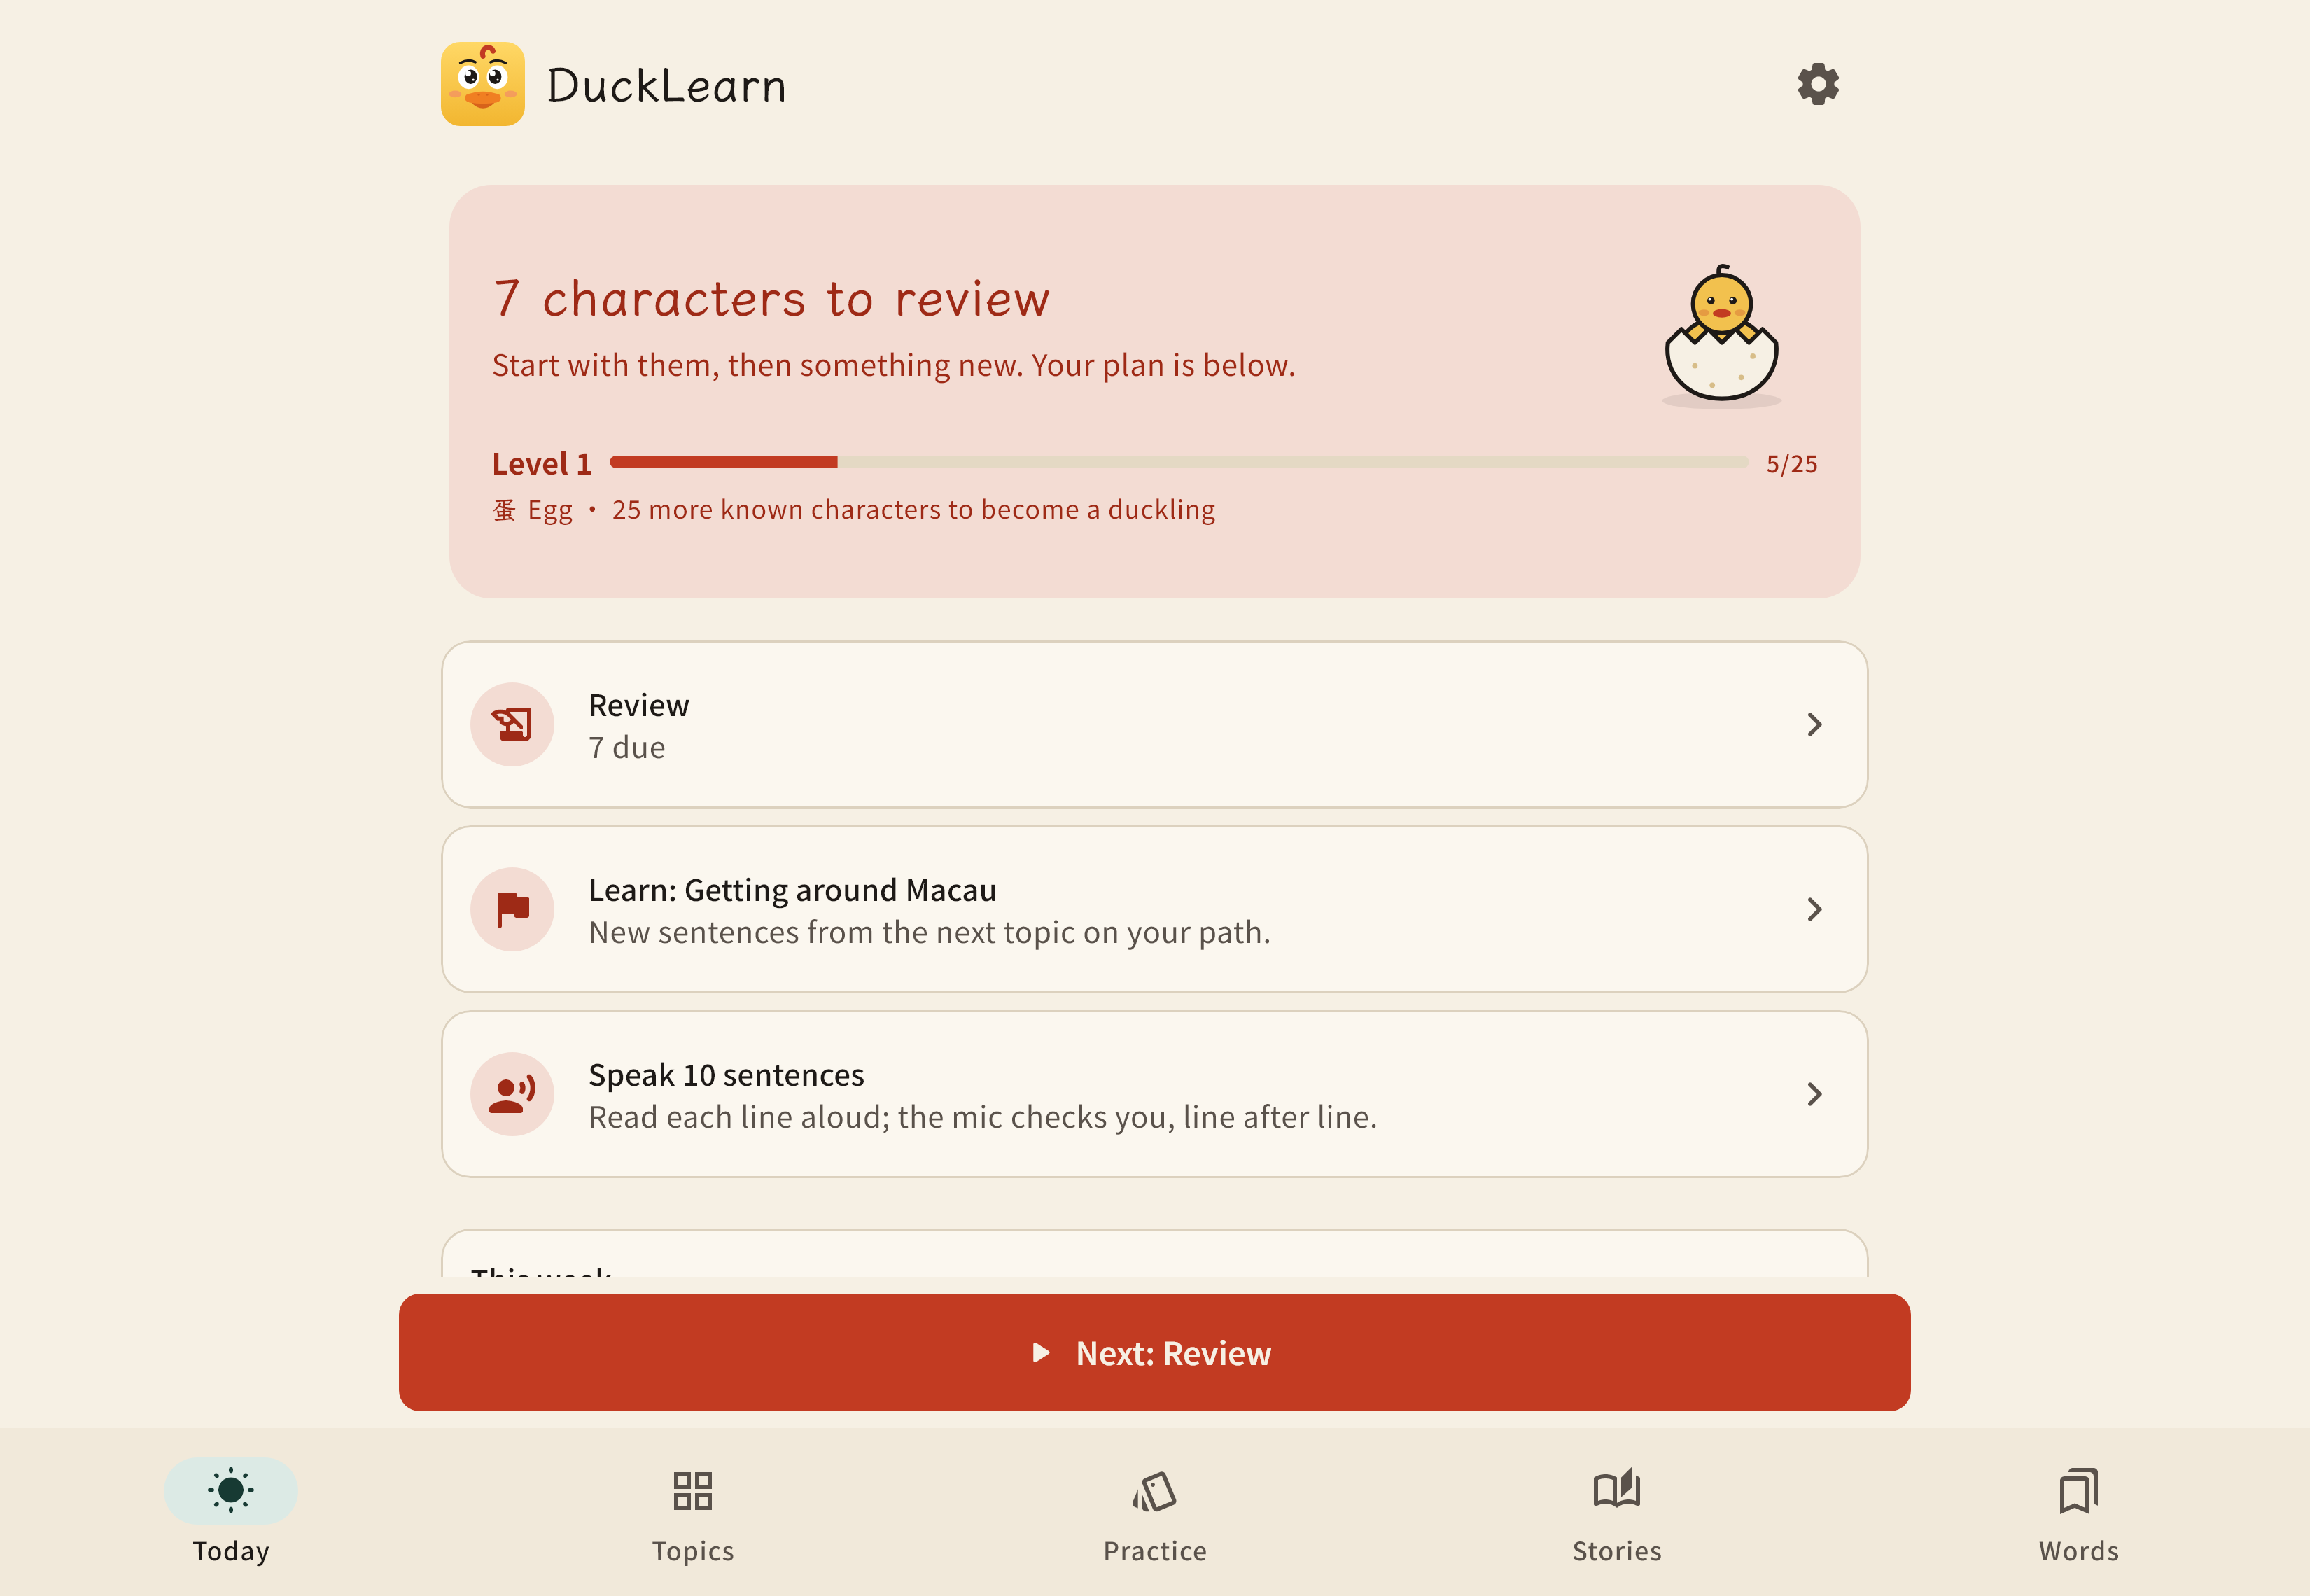 DuckLearn
7 characters to review
Start with them, then something new. Your plan is below.
Level 1 5/25
蛋 Egg · 25 more known characters to become a duckling
Review
7 due
Learn: Getting around Macau
New sentences from the next topic on your path.
Speak 10 sentences
Read each line aloud; the mic checks you, line after line.
This week
Next: Review
Today Topics Practice Stories Words